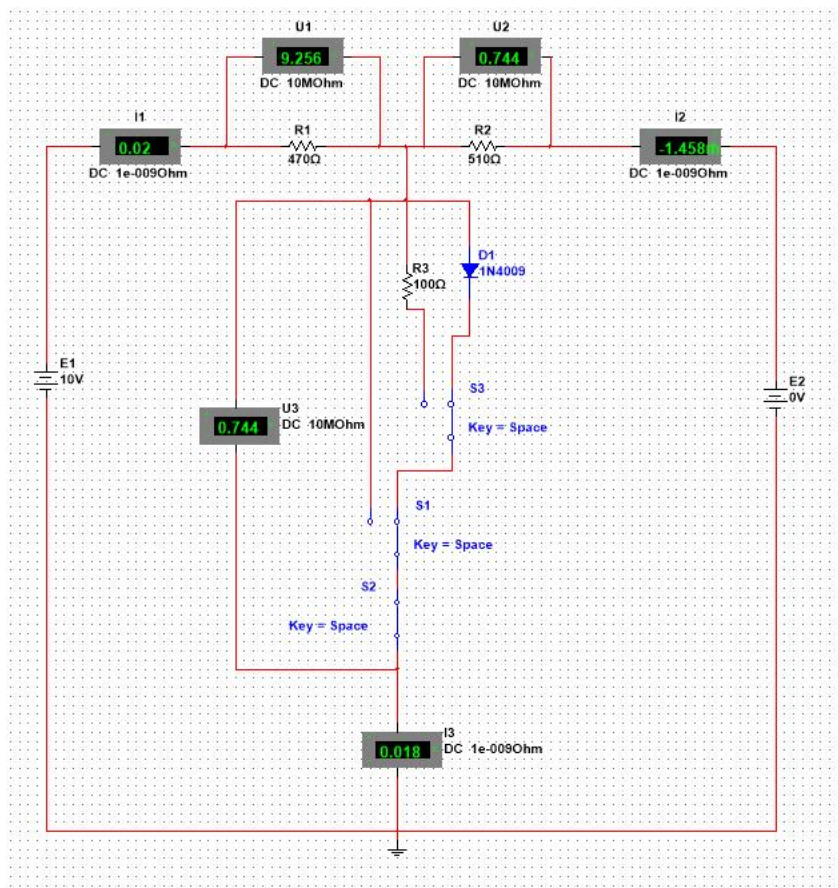 U1
U2
9.256
0.744
DC 10MOhm
DC 10MOhm
I1
R1
R2
I2
0.02
470Ω
510Ω
-1.458m
DC 1e-009Ohm
DC 1e-009Ohm
D1
1N4009
R3
100Ω
E1
10V
S3
E2
0V
U3
0.744
DC 10MOhm
Key = Space
S1
Key = Space
S2
Key = Space
I3
0.018
DC 1e-009Ohm